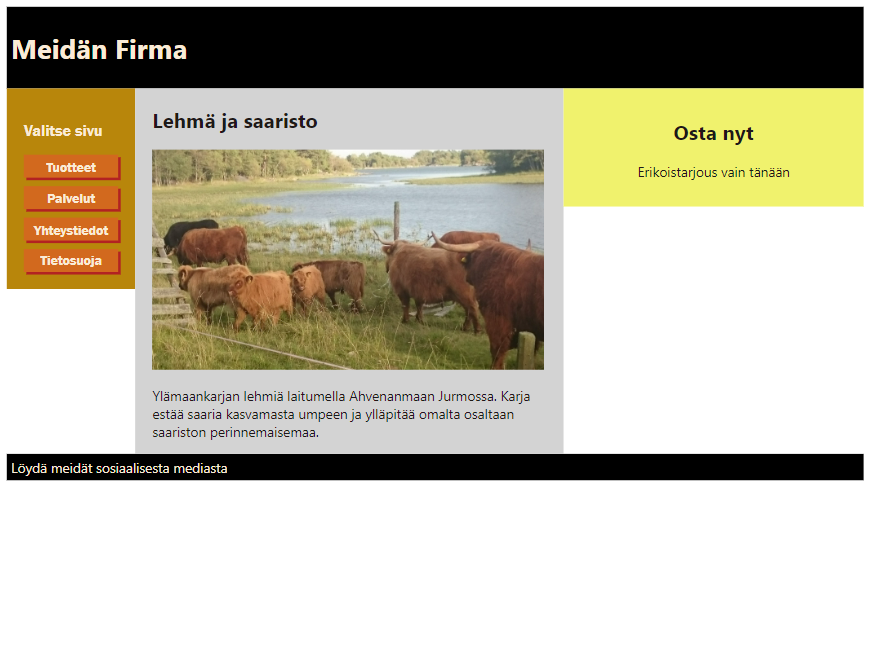 Meidän Firma
Valitse sivu
Tuotteet
Palvelut
Yhteystiedot
Tietosuoja
Lehmä ja saaristo
Ylämaankarjan lehmiä laitumella Ahvenanmaan Jurmossa. Karja
estää saaria kasvamasta umpeen ja ylläpitää omalta osaltaan
saariston perinnemaisemaa.
Osta nyt
Erikoistarjous vain tänään
Löydä meidät sosiaalisesta mediasta